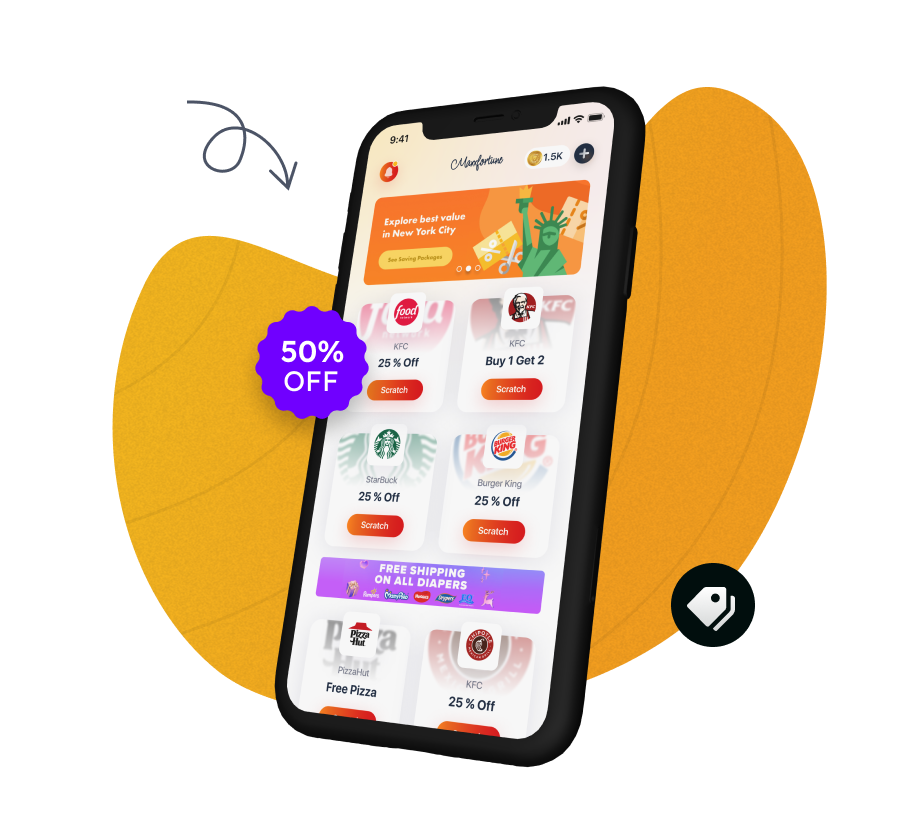 9:41
Manfortune
1.5K
Explore best value
in New York City
See Saving Packages
food
KFC
25 % Off
Scratch
KFC
KFC
KFC
Buy 1 Get 2
Scratch
50%
OFF
StarBuck
25 % Off
Scratch
BURGER
KING
Burger King
25 % Off
Scratch
FREE SHIPPING
ON ALL DIAPERS
Pizza
Hut
PizzaHut
Free Pizza
CHIPOTLE
KFC
25 % Off